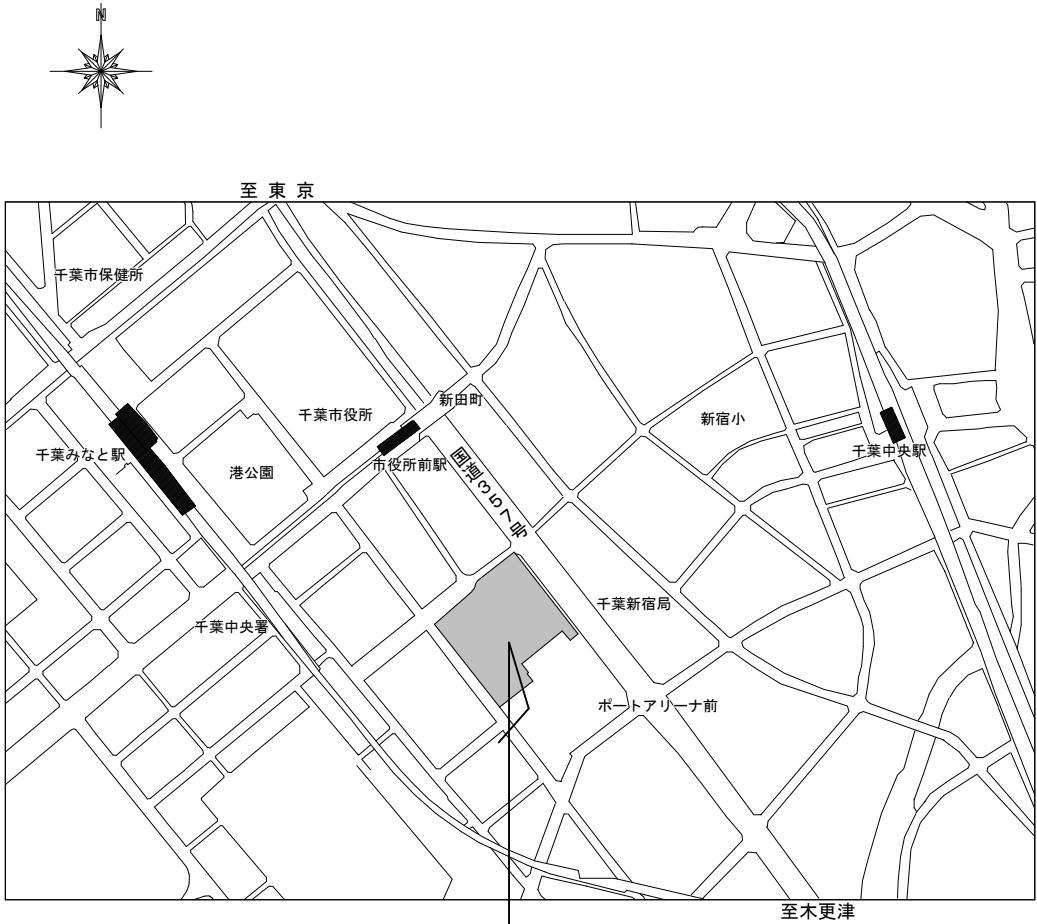 N
至 東 京
千葉市保健所
新田町
千葉市役所
新宿小
千葉みなと駅
港公園
市役所前駅
国道357号
千葉中央駅
千葉新宿局
千葉中央署
ポートアリーナ前
至木更津